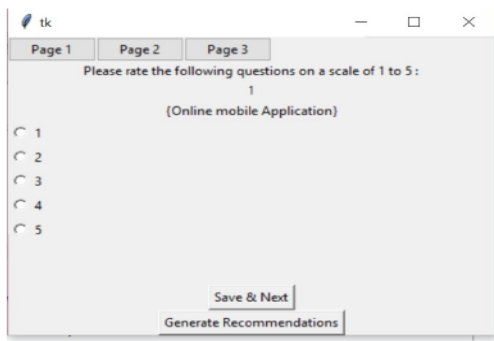 tk
Page 1 Page 2 Page 3
Please rate the following questions on a scale of 1 to 5 :
1
{Online mobile Application}
1
2
3
4
5
Save & Next
Generate Recommendations